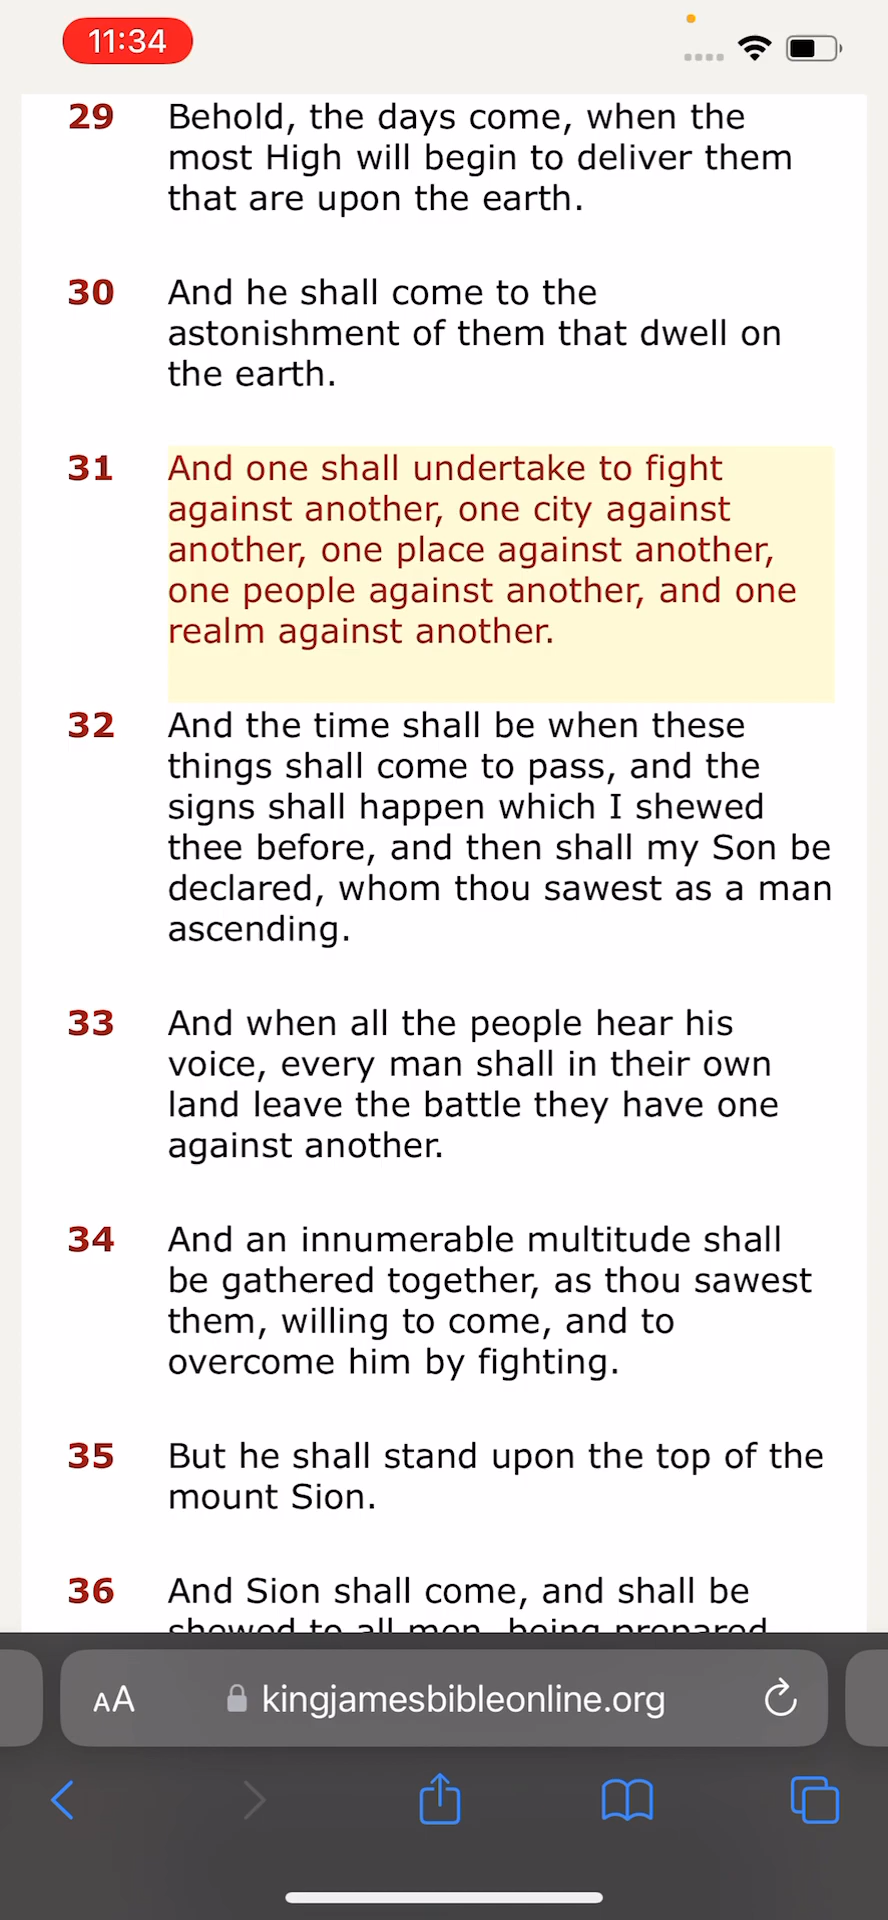 11:34
29 Behold, the days come, when the
most High will begin to deliver them
that are upon the earth.
30 And he shall come to the
astonishment of them that dwell on
the earth.
31 And one shall undertake to fight
against another, one city against
another, one place against another,
one people against another, and one
realm against another.
32 And the time shall be when these
things shall come to pass, and the
signs shall happen which I shewed
thee before, and then shall my Son be
declared, whom thou sawest as a man
ascending.
33 And when all the people hear his
voice, every man shall in their own
land leave the battle they have one
against another.
34 And an innumerable multitude shall
be gathered together, as thou sawest
them, willing to come, and to
overcome him by fighting.
35 But he shall stand upon the top of the
mount Sion.
36 And Sion shall come, and shall be
shewed to all men, being prepared
AA kingjamesbibleonline.org